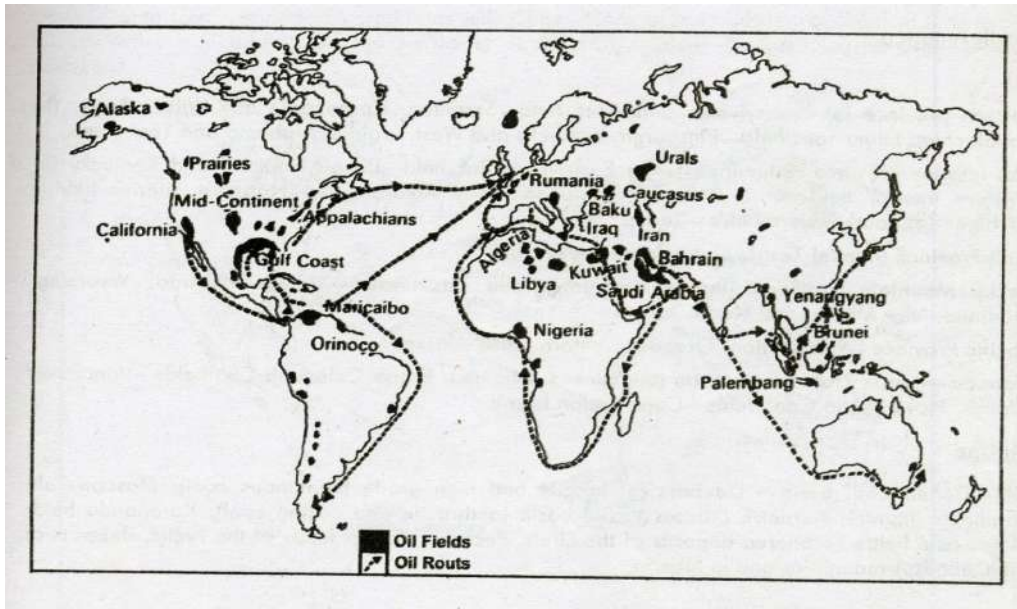 Alaska
Prairies
Mid-Continent
California
Appalachians
Gulf Coast
Maricaibo
Orinoco
Urals
Rumania
Caucasus
Baku
Iraq
Iran
Algeria
Kuwait
Bahrain
Libya
Saudi Arabia
Nigeria
Yenangyang
Brunei
Palembang
Oil Fields
Oil Routs